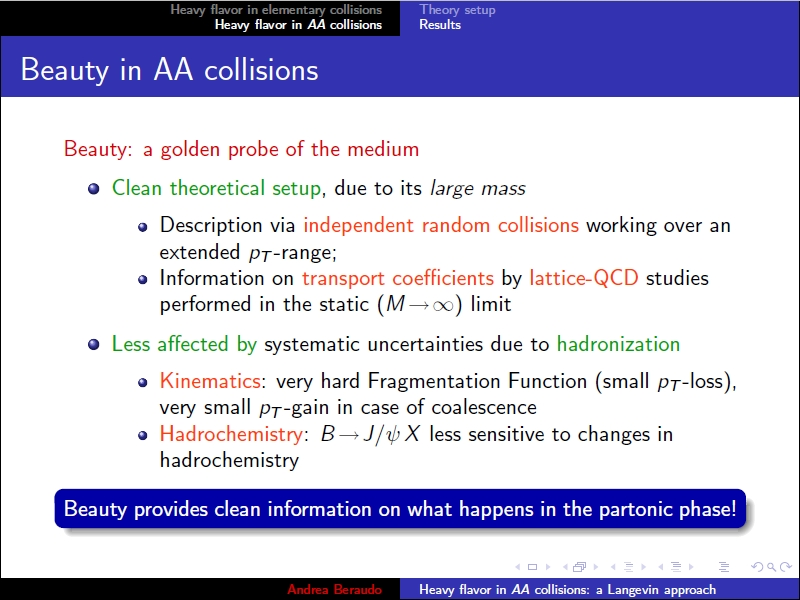 Heavy flavor in elementary collisions
Heavy flavor in AA collisions
Theory setup
Results
Beauty in AA collisions
Beauty: a golden probe of the medium
Clean theoretical setup, due to its large mass
Description via independent random collisions working over an
extended pT-range;
Information on transport coefficients by lattice-QCD studies
performed in the static (M→∞) limit
Less affected by systematic uncertainties due to hadronization
Kinematics: very hard Fragmentation Function (small pT-loss),
very small pT-gain in case of coalescence
Hadrochemistry: B→J/ψ X less sensitive to changes in
hadrochemistry
Beauty provides clean information on what happens in the partonic phase!
Andrea Beraudo
Heavy flavor in AA collisions: a Langevin approach